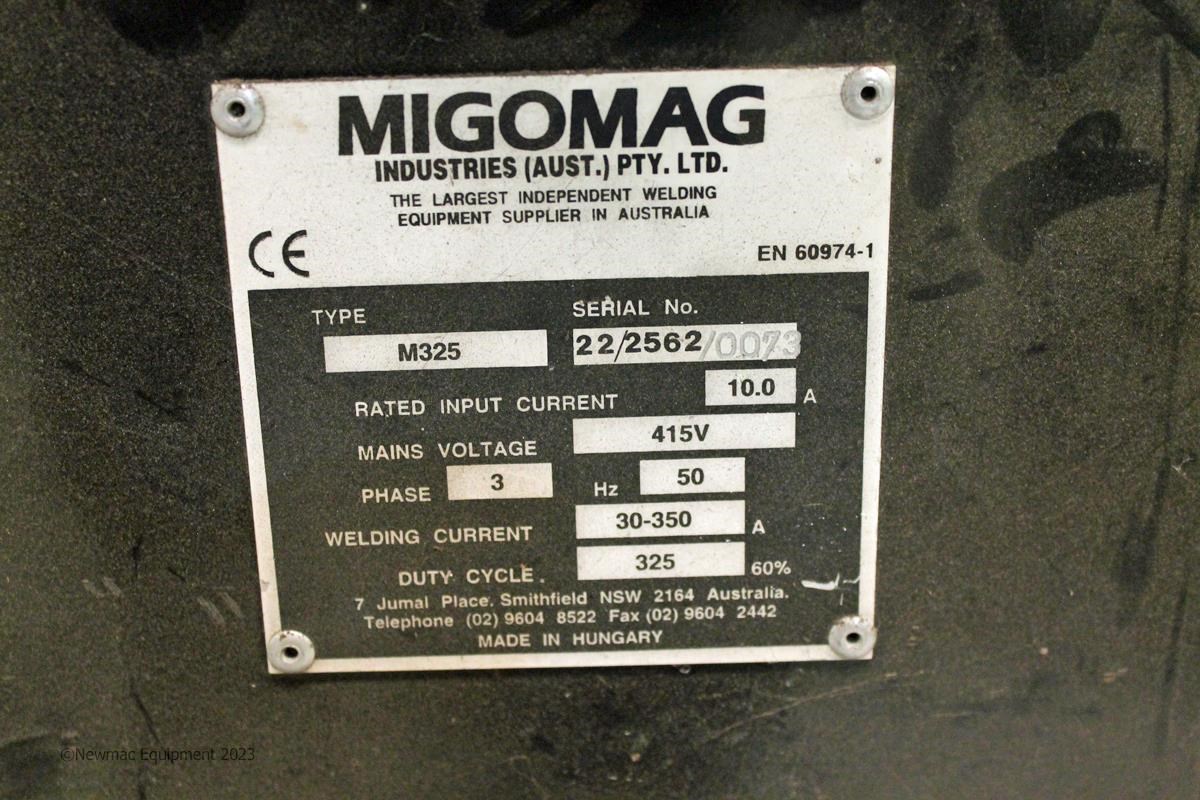 MIGOMAG
INDUSTRIES (AUST.) PTY. LTD.
THE LARGEST INDEPENDENT WELDING
EQUIPMENT SUPPLIER IN AUSTRALIA
CE
EN 60974-1
TYPE
M325
SERIAL No.
22/2562/0073
RATED INPUT CURRENT 10.0 A
MAINS VOLTAGE 415V
PHASE 3 Hz 50
WELDING CURRENT 30-350 A
DUTY CYCLE. 325 60%
7 Jumal Place. Smithfield NSW 2164 Australia.
Telephone (02) 9604 8522 Fax (02) 9604 2442
MADE IN HUNGARY
©Newmac Equipment 2023